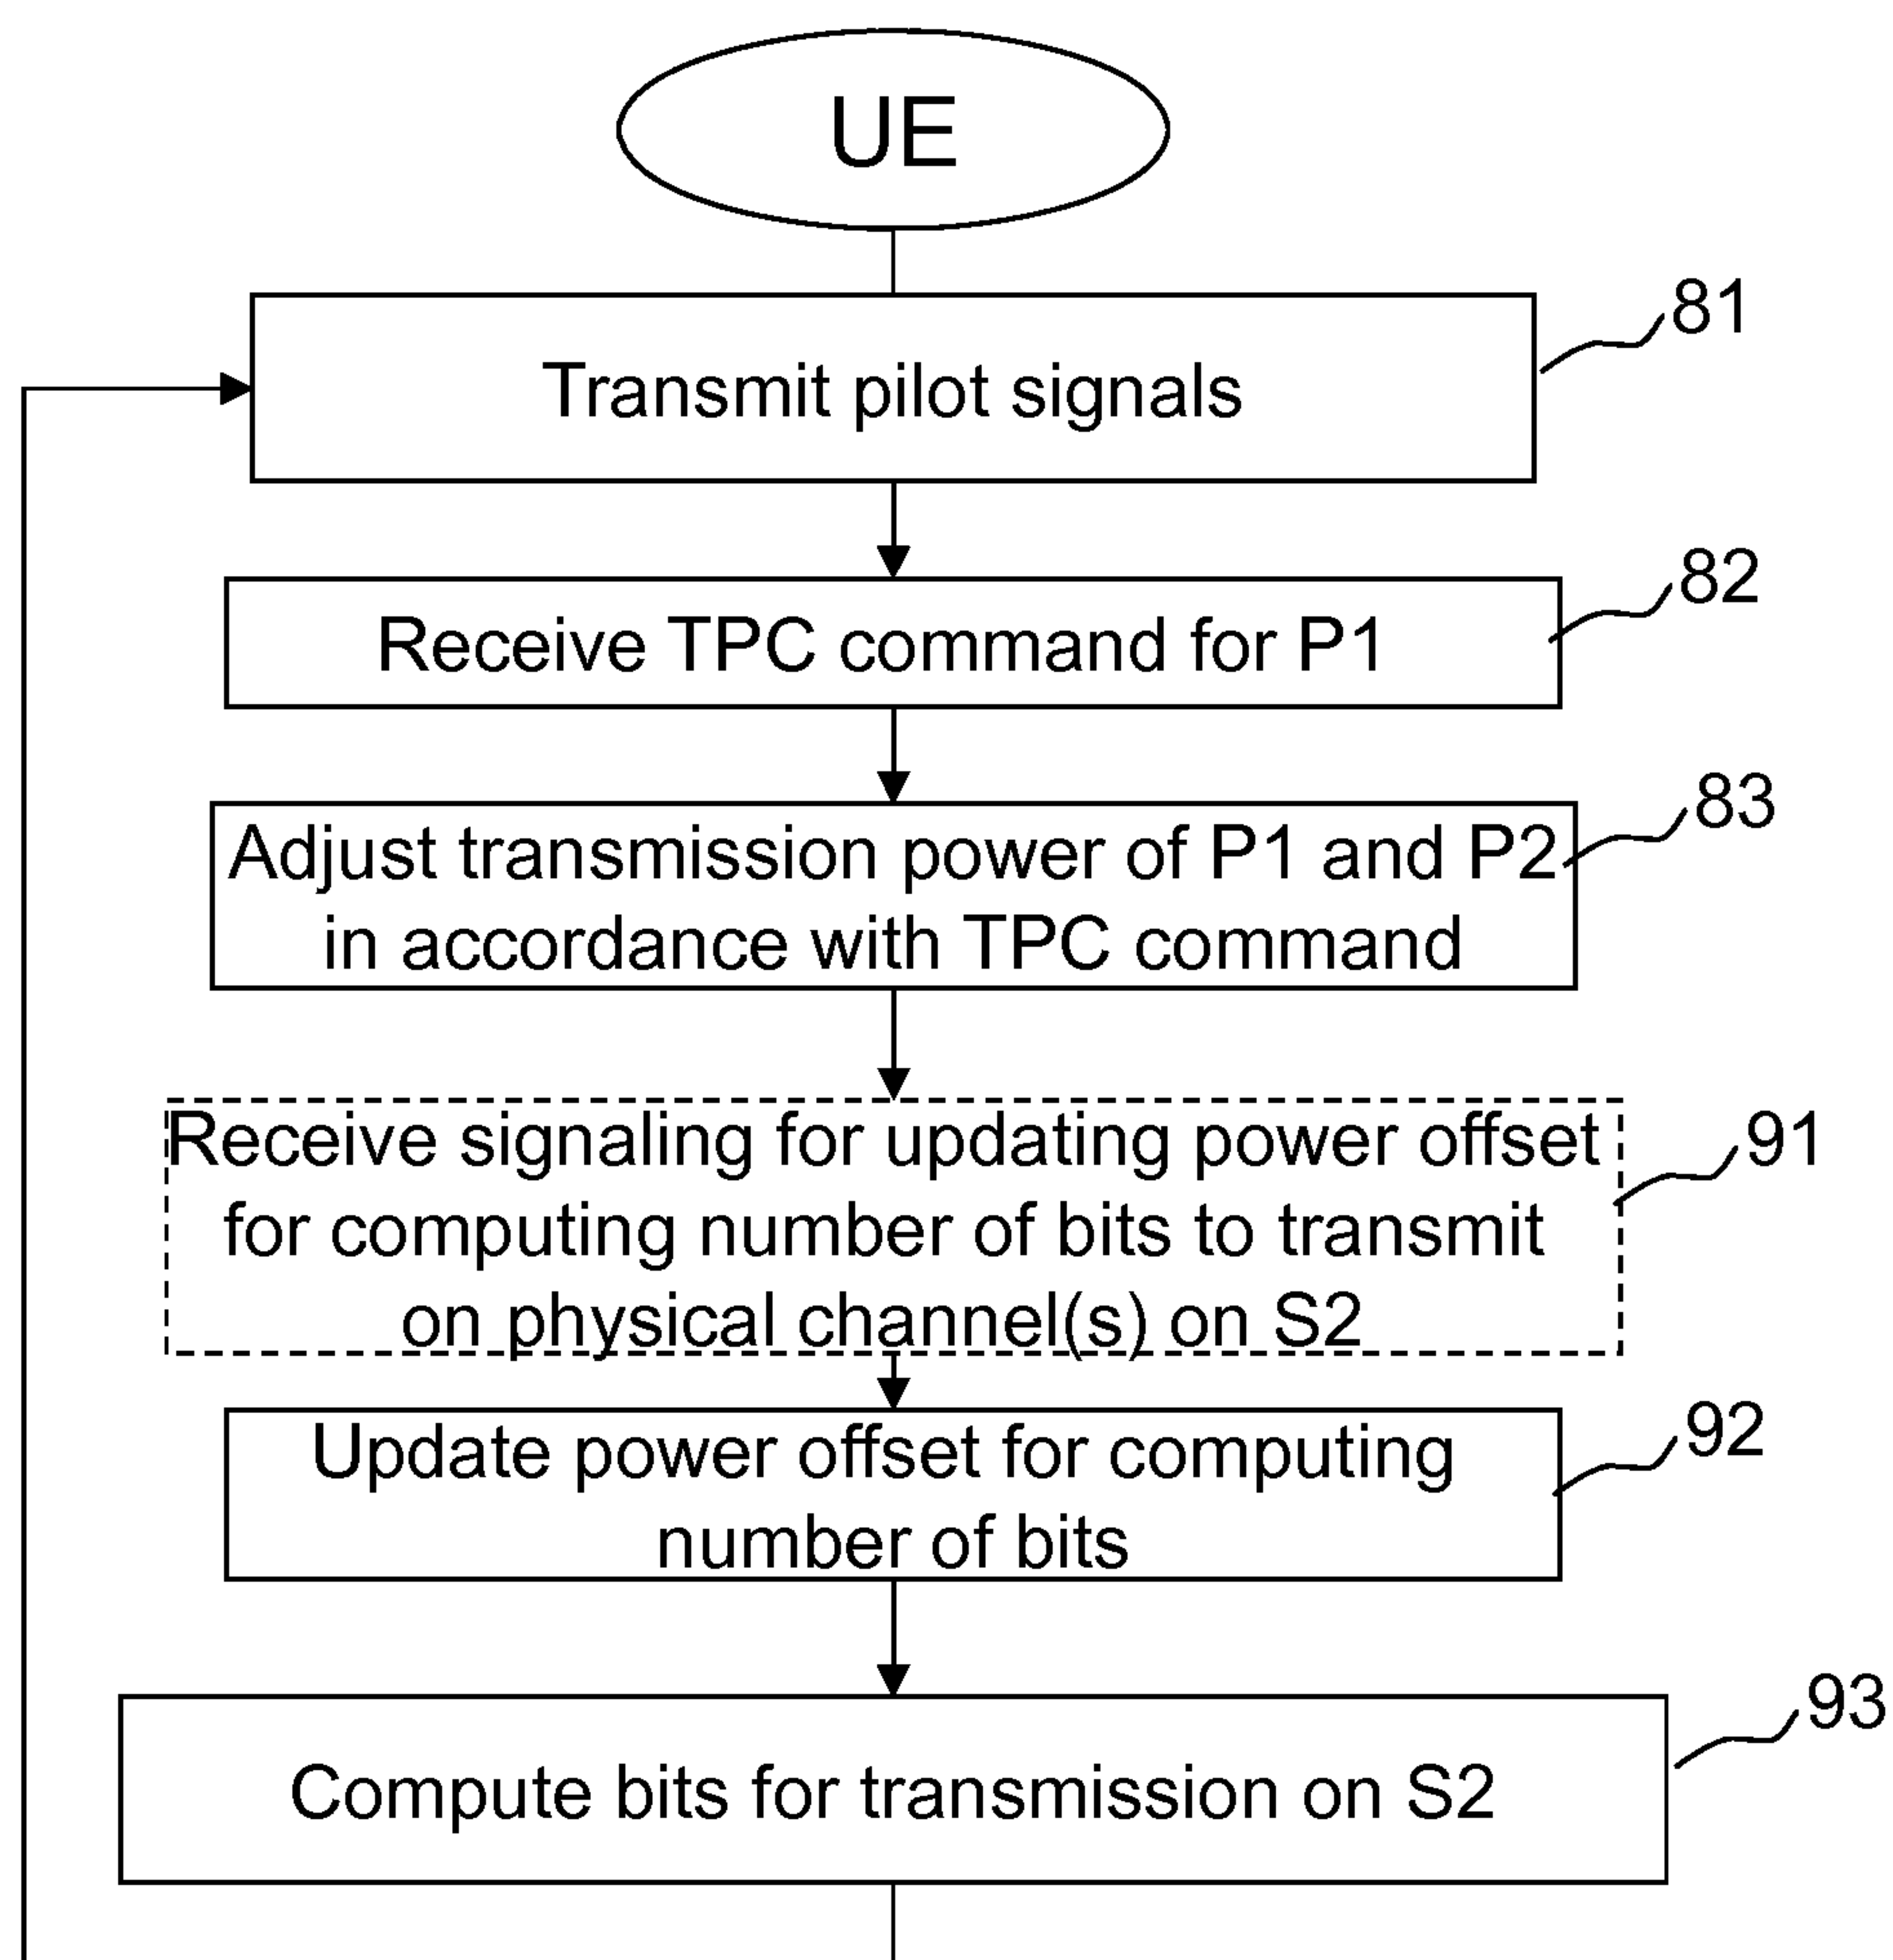 UE
81
Transmit pilot signals
82
Receive TPC command for P1
83
Adjust transmission power of P1 and P2
in accordance with TPC command
91
Receive signaling for updating power offset
for computing number of bits to transmit
on physical channel(s) on S2
92
Update power offset for computing
number of bits
93
Compute bits for transmission on S2